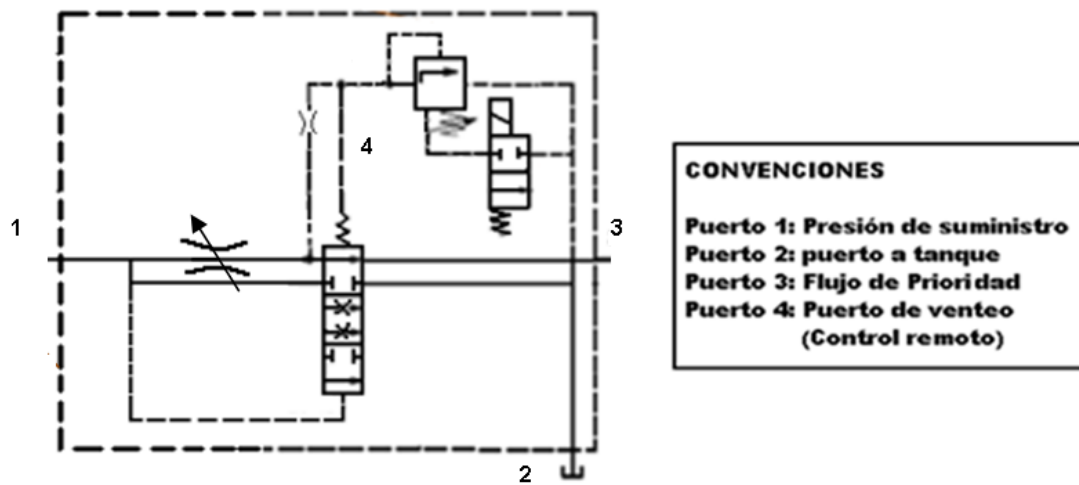 4
1
3
2
CONVENCIONES
Puerto 1: Presión de suministro
Puerto 2: puerto a tanque
Puerto 3: Flujo de Prioridad
Puerto 4: Puerto de venteo
(Control remoto)